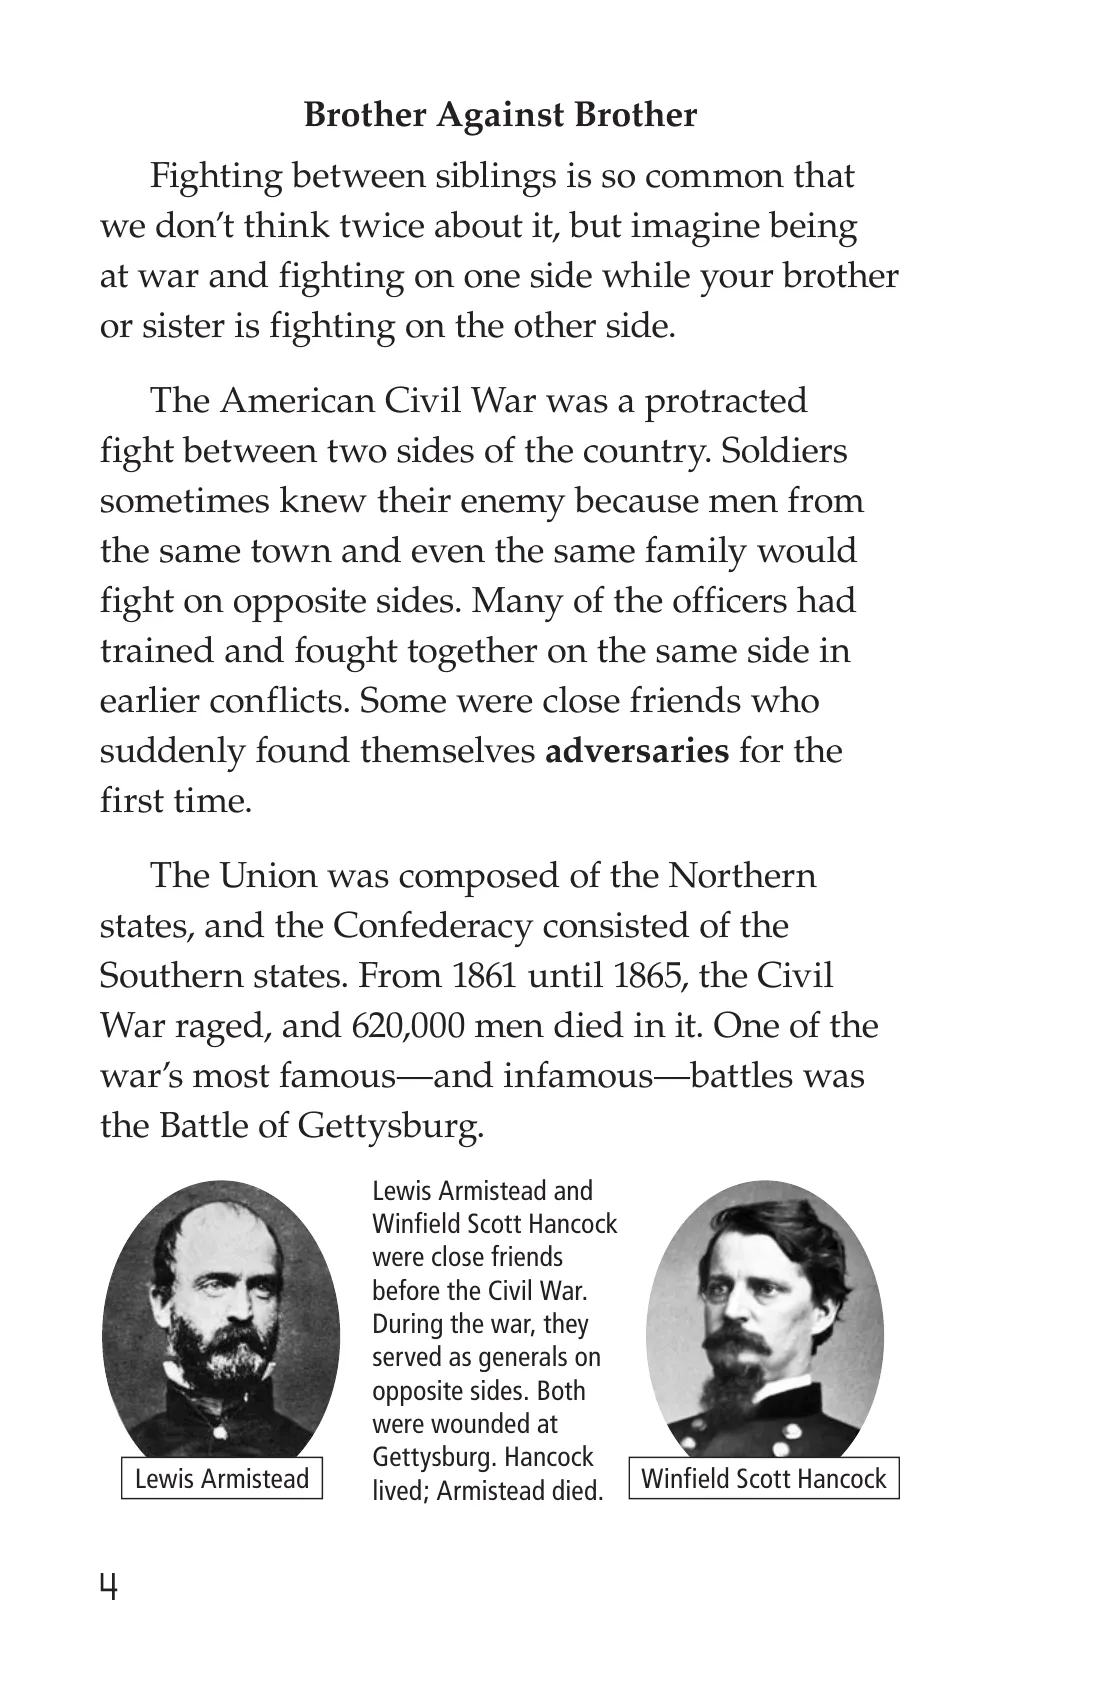 Brother Against Brother
Fighting between siblings is so common that
we don’t think twice about it, but imagine being
at war and fighting on one side while your brother
or sister is fighting on the other side.
The American Civil War was a protracted
fight between two sides of the country. Soldiers
sometimes knew their enemy because men from
the same town and even the same family would
fight on opposite sides. Many of the officers had
trained and fought together on the same side in
earlier conflicts. Some were close friends who
suddenly found themselves adversaries for the
first time.
The Union was composed of the Northern
states, and the Confederacy consisted of the
Southern states. From 1861 until 1865, the Civil
War raged, and 620,000 men died in it. One of the
war’s most famous—and infamous—battles was
the Battle of Gettysburg.
Lewis Armistead
Lewis Armistead and
Winfield Scott Hancock
were close friends
before the Civil War.
During the war, they
served as generals on
opposite sides. Both
were wounded at
Gettysburg. Hancock
lived; Armistead died.
Winfield Scott Hancock
4